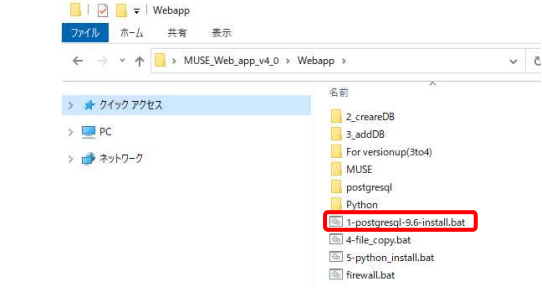 Webapp
ファイル ホーム 共有 表示
MUSE_Web_app_v4_0 > Webapp >
クイック アクセス
PC
ネットワーク
名前
2_creareDB
3_addDB
For versionup(3to4)
MUSE
postgresql
Python
1-postgresql-9.6-install.bat
4-file_copy.bat
5-python_install.bat
firewall.bat